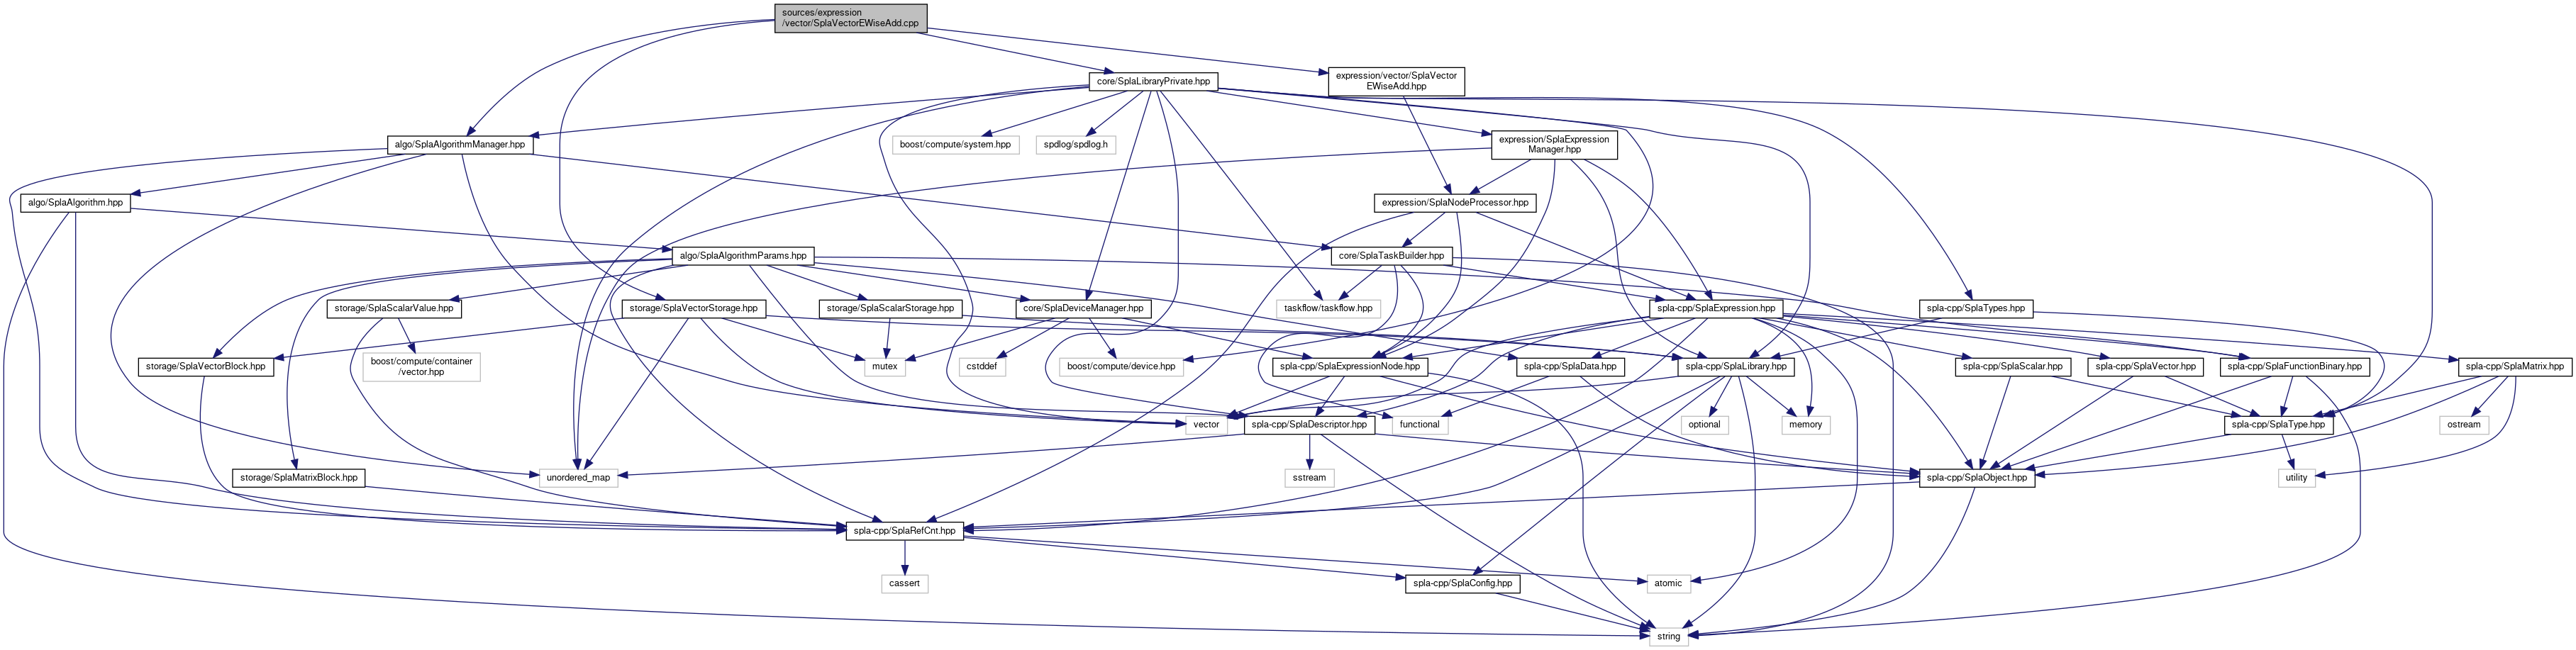 sources/expression
/vector/SplaVectorEWiseAdd.cpp
core/SplaLibraryPrivate.hpp
expression/vector/SplaVector
EWiseAdd.hpp
algo/SplaAlgorithmManager.hpp
boost/compute/system.hpp
spdlog/spdlog.h
expression/SplaExpression
Manager.hpp
algo/SplaAlgorithm.hpp
expression/SplaNodeProcessor.hpp
algo/SplaAlgorithmParams.hpp
core/SplaTaskBuilder.hpp
storage/SplaScalarValue.hpp
storage/SplaVectorStorage.hpp
storage/SplaScalarStorage.hpp
core/SplaDeviceManager.hpp
taskflow/taskflow.hpp
spla-cpp/SplaExpression.hpp
spla-cpp/SplaTypes.hpp
storage/SplaVectorBlock.hpp
boost/compute/container
/vector.hpp
mutex
cstddef
boost/compute/device.hpp
spla-cpp/SplaExpressionNode.hpp
spla-cpp/SplaData.hpp
spla-cpp/SplaLibrary.hpp
spla-cpp/SplaScalar.hpp
spla-cpp/SplaVector.hpp
spla-cpp/SplaFunctionBinary.hpp
spla-cpp/SplaMatrix.hpp
vector
spla-cpp/SplaDescriptor.hpp
functional
optional
memory
spla-cpp/SplaType.hpp
ostream
storage/SplaMatrixBlock.hpp
unordered_map
sstream
spla-cpp/SplaObject.hpp
utility
spla-cpp/SplaRefCnt.hpp
cassert
spla-cpp/SplaConfig.hpp
atomic
string